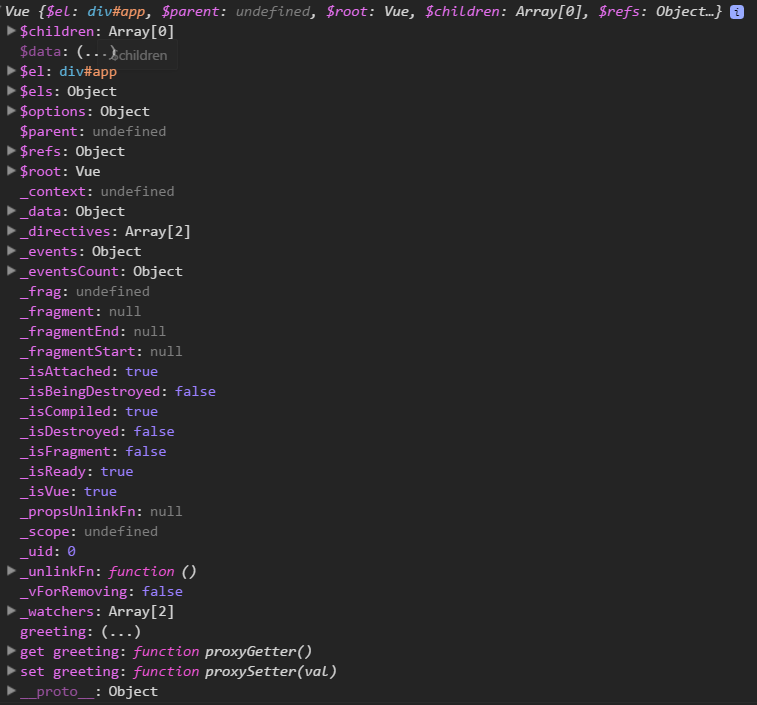 Vue {$el: div#app, $parent: undefined, $root: Vue, $children: Array[0], $refs: Object…} i
$children: Array[0]
$data: (...)
$children
$el: div#app
$els: Object
$options: Object
$parent: undefined
$refs: Object
$root: Vue
_context: undefined
_data: Object
_directives: Array[2]
_events: Object
_eventsCount: Object
_frag: undefined
_fragment: null
_fragmentEnd: null
_fragmentStart: null
_isAttached: true
_isBeingDestroyed: false
_isCompiled: true
_isDestroyed: false
_isFragment: false
_isReady: true
_isVue: true
_propsUnlinkFn: null
_scope: undefined
_uid: 0
_unlinkFn: function ()
_vForRemoving: false
_watchers: Array[2]
greeting: (...)
get greeting: function proxyGetter()
set greeting: function proxySetter(val)
__proto__: Object